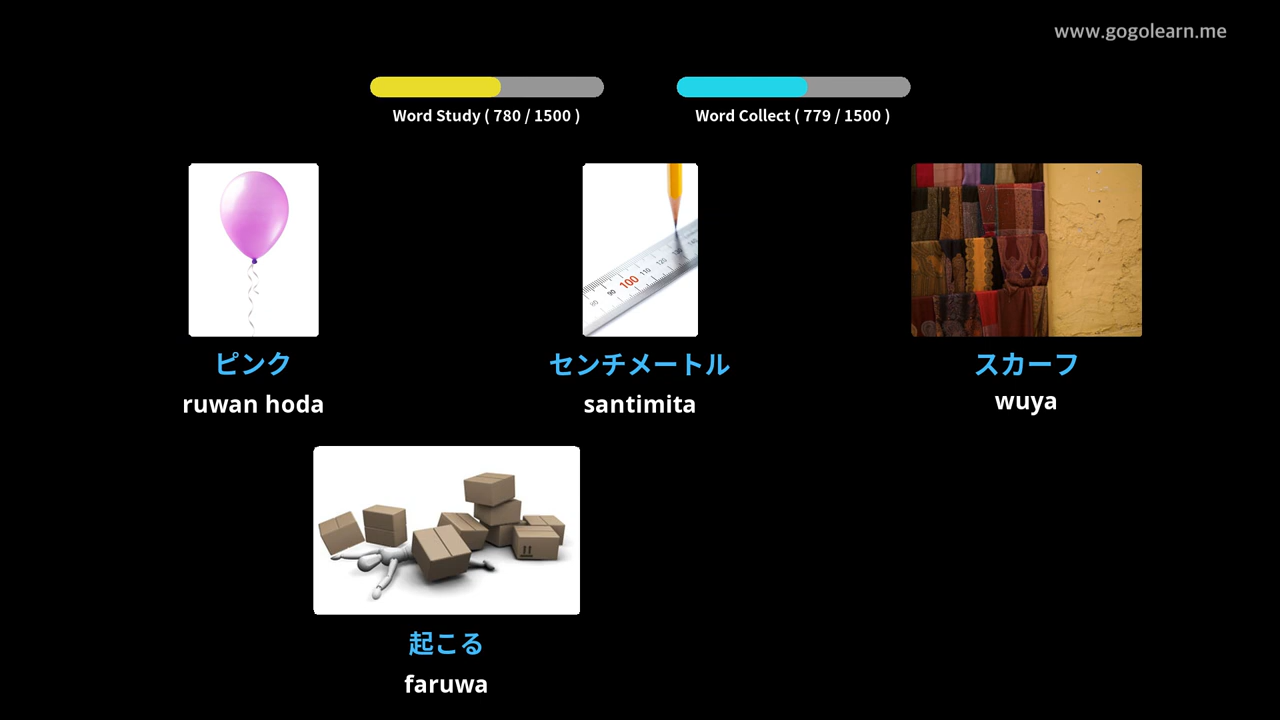 www.gogolearn.me
Word Study ( 780 / 1500 )
Word Collect ( 779 / 1500 )
ピンク
ruwan hoda
センチメートル
santimita
スカーフ
wuya
起こる
faruwa